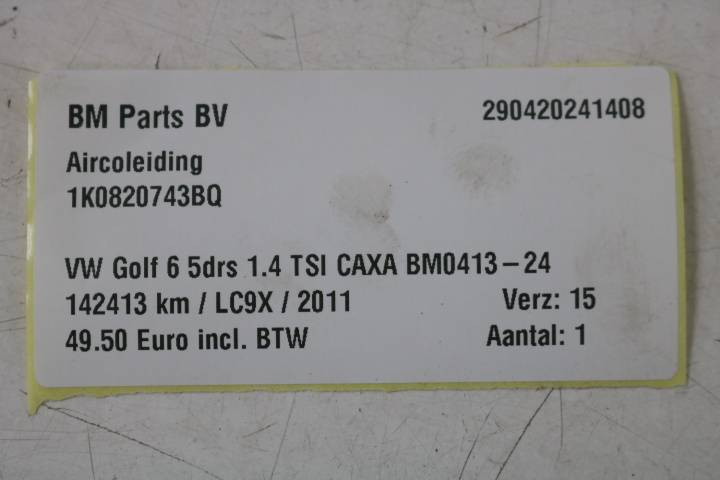 BM Parts BV 290420241408
Aircoleiding
1K0820743BQ
VW Golf 6 5drs 1.4 TSI CAXA BM0413-24
142413 km / LC9X / 2011 Verz: 15
49.50 Euro incl. BTW Aantal: 1